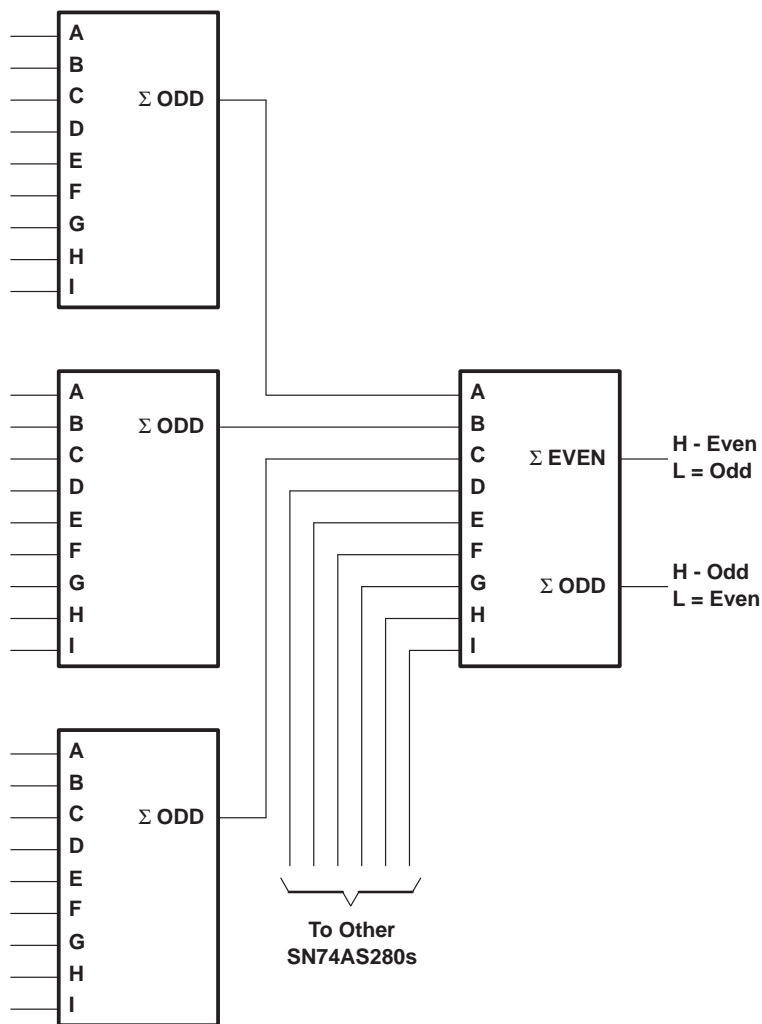 A
B
C
Σ ODD
D
E
F
G
H
I
A
B
Σ ODD
C
D
E
F
G
H
I
A
B
C
Σ ODD
D
E
F
G
H
I
A
B
C
Σ EVEN
D
E
F
G
Σ ODD
H
I
H - Even
L = Odd
H - Odd
L = Even
To Other
SN74AS280s